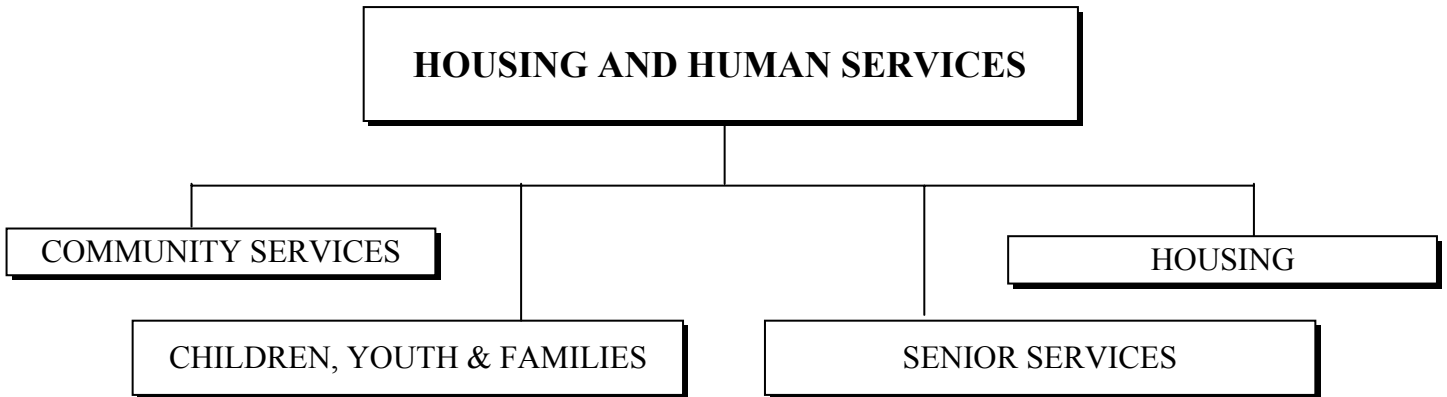 HOUSING AND HUMAN SERVICES
COMMUNITY SERVICES
HOUSING
CHILDREN, YOUTH & FAMILIES
SENIOR SERVICES